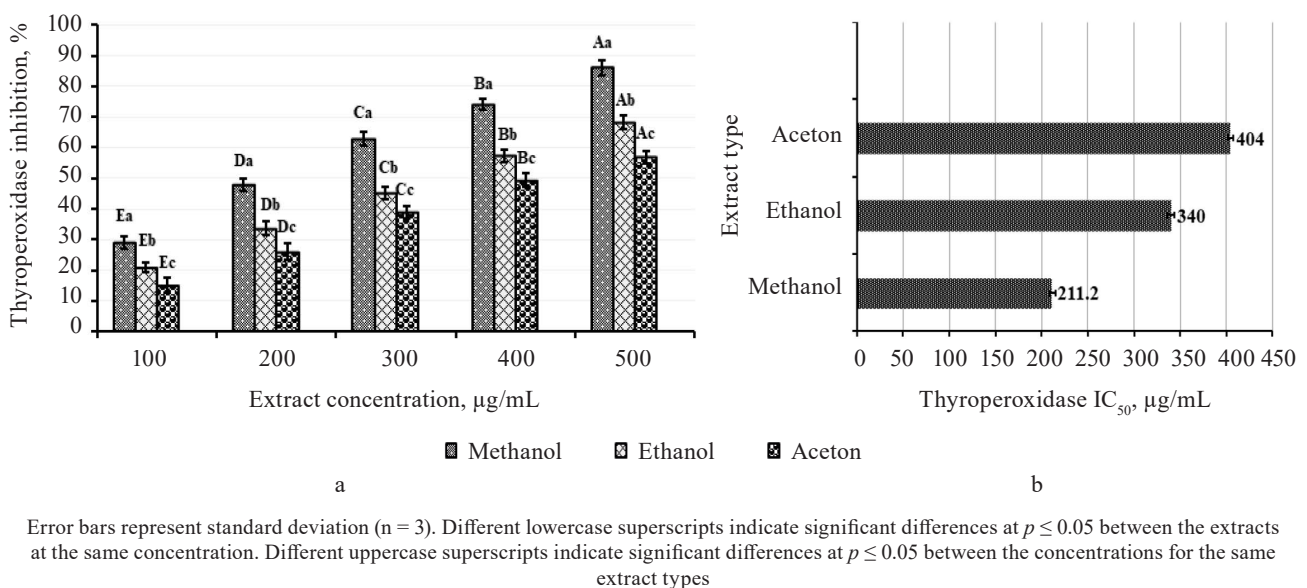 Thyroperoxidase inhibition, %
100
90
80
70
60
50
40
30
20
10
0
Ea
Eb
Ec
Da
Db
Dc
Ca
Cb
Cc
Ba
Bb
Bc
Aa
Ab
Ac
100 200 300 400 500
Extract concentration, µg/mL
Extract type
Aceton
Ethanol
Methanol
404
340
211.2
0 50 100 150 200 250 300 350 400 450
Thyroperoxidase IC₅₀, µg/mL
Methanol Ethanol Aceton
a
b
Error bars represent standard deviation (n = 3). Different lowercase superscripts indicate significant differences at p ≤ 0.05 between the extracts
at the same concentration. Different uppercase superscripts indicate significant differences at p ≤ 0.05 between the concentrations for the same
extract types